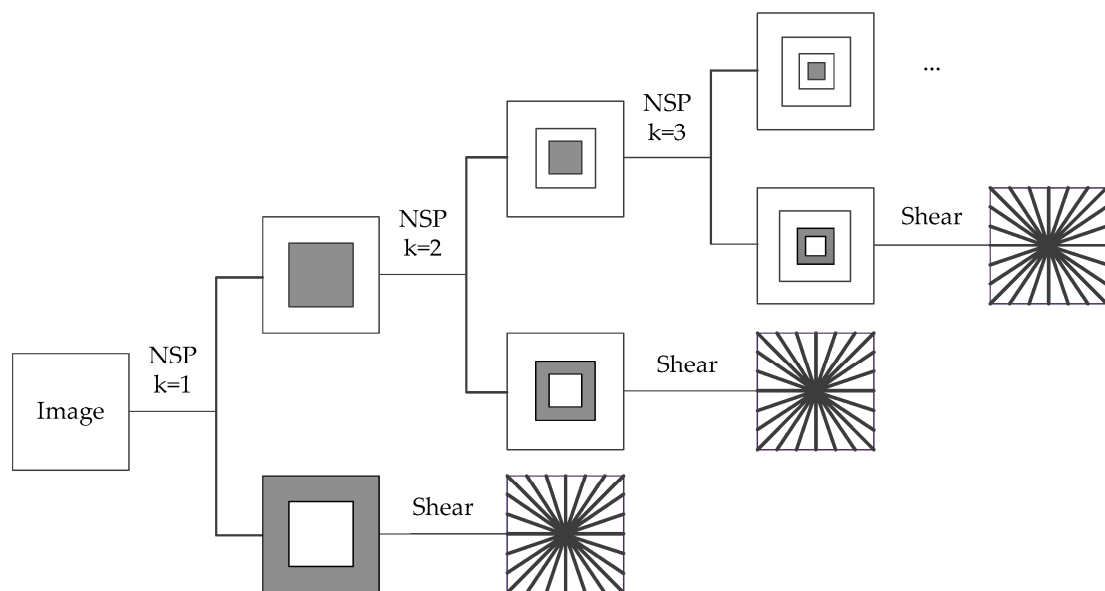 Image
NSP
k=1
NSP
k=2
NSP
k=3
...
Shear
Shear
Shear